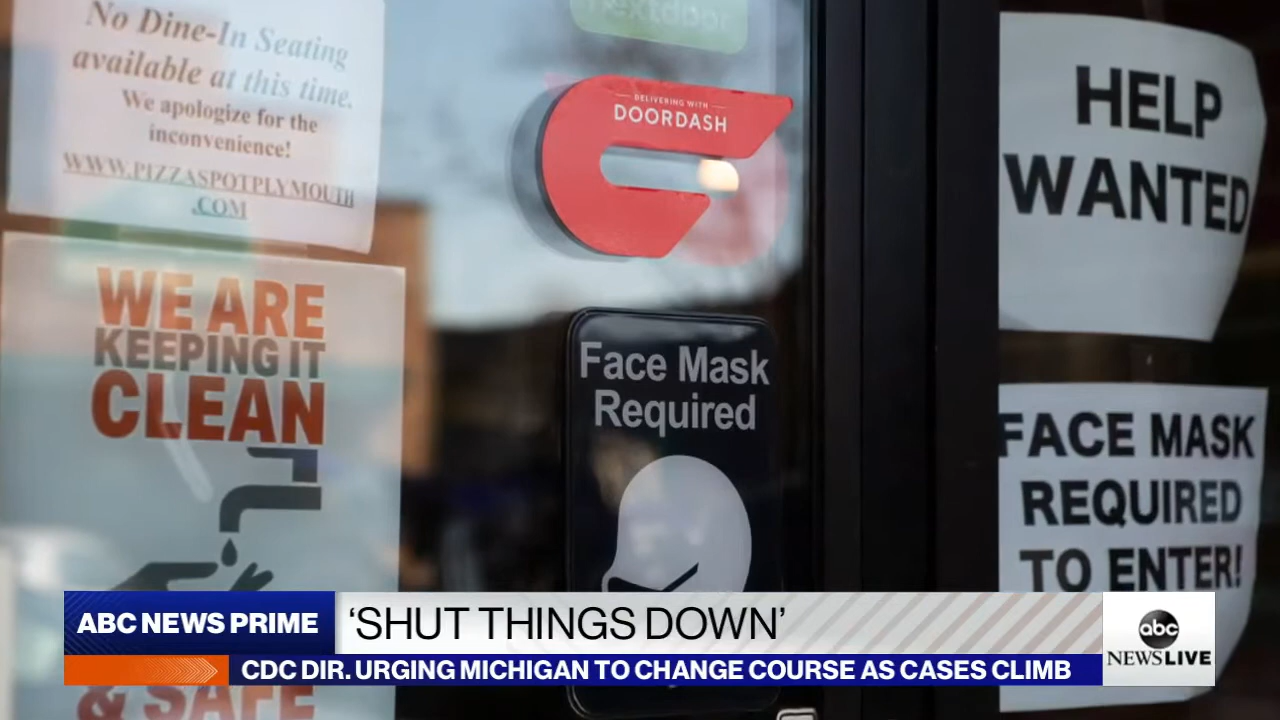 No Dine-In Seating
available at this time.
We apologize for the
inconvenience!
WWW.PIZZASPOTPLYMOUTH
.COM
WE ARE
KEEPING IT
CLEAN
& SAFE
nextdoor
DELIVERING WITH
DOORDASH
Face Mask
Required
HELP
WANTED
FACE MASK
REQUIRED
TO ENTER!
ABC NEWS PRIME
‘SHUT THINGS DOWN’
CDC DIR. URGING MICHIGAN TO CHANGE COURSE AS CASES CLIMB
abc
NEWSLIVE